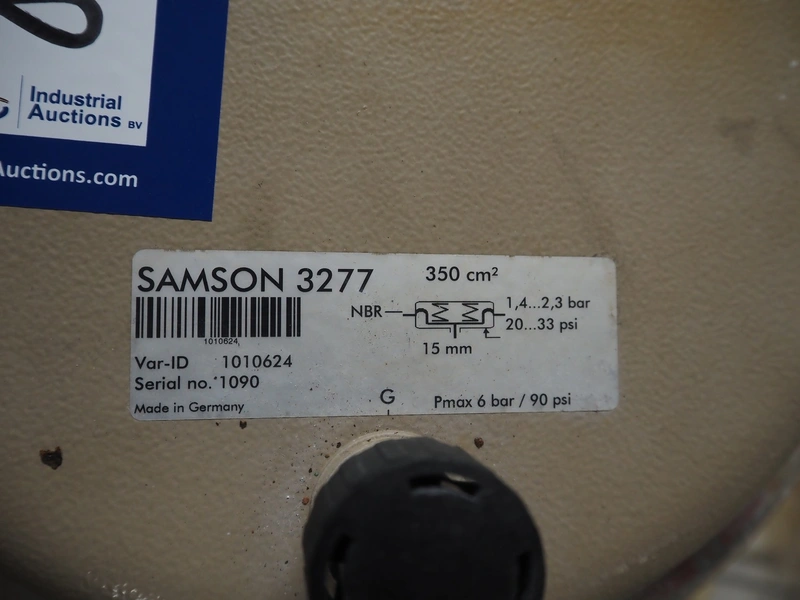 Industrial
Auctions BV
Auctions.com
SAMSON 3277
350 cm²
1010624
NBR
1,4...2,3 bar
20...33 psi
15 mm
Var-ID 1010624
Serial no. 1090
Made in Germany
G
Pmax 6 bar / 90 psi